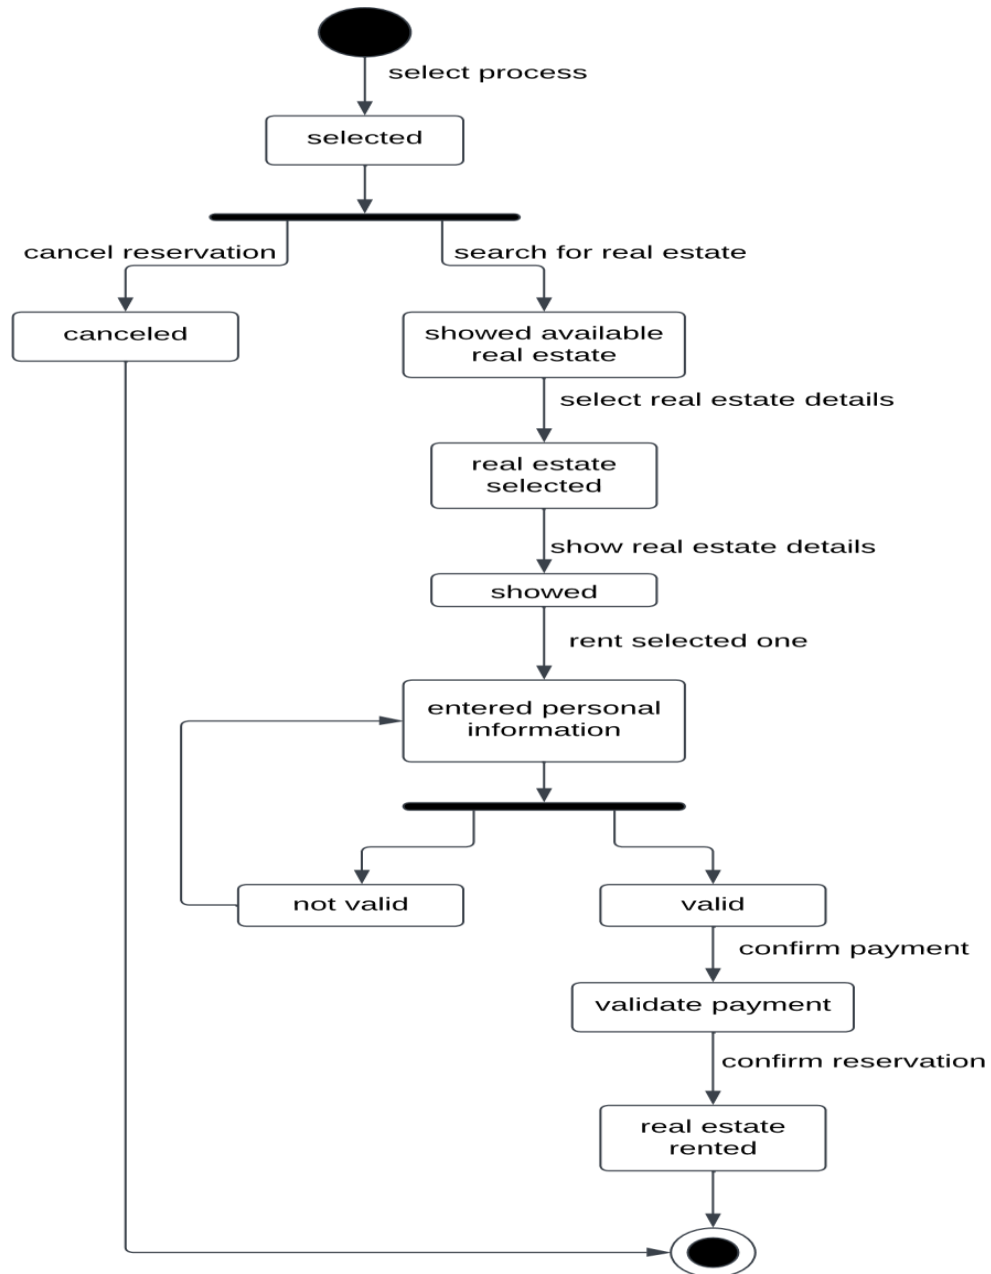 select process
selected
cancel reservation
search for real estate
canceled
showed available
real estate
select real estate details
real estate
selected
show real estate details
showed
rent selected one
entered personal
information
not valid
valid
confirm payment
validate payment
confirm reservation
real estate
rented